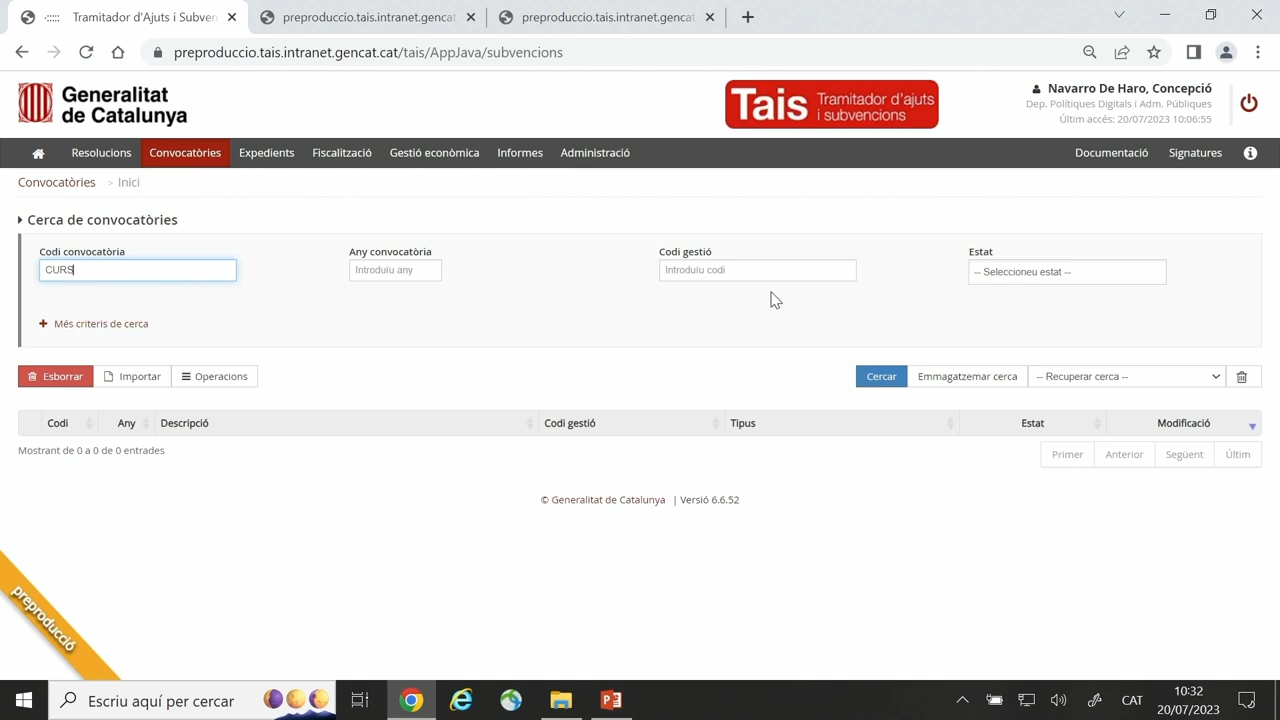 Tramitador d'Ajuts i Subven
preproduccio.tais.intranet.gencat
preproduccio.tais.intranet.gencat
preproduccio.tais.intranet.gencat.cat/tais/AppJava/subvencions
Generalitat
de Catalunya
Tais Tramitador d'ajuts
i subvencions
Navarro De Haro, Concepció
Dep. Polítiques Digitals i Adm. Públiques
Últim accés: 20/07/2023 10:06:55
Resolucions Convocatòries Expedients Fiscalització Gestió econòmica Informes Administració Documentació Signatures
Convocatòries > Inici
Cerca de convocatòries
Codi convocatòria Any convocatòria Codi gestió Estat
CURS Introduïu any Introduïu codi -- Seleccioneu estat --
+ Més criteris de cerca
Esborrar Importar Operacions Cercar Emmagatzemar cerca -- Recuperar cerca --
Codi Any Descripció Codi gestió Tipus Estat Modificació
Mostrant de 0 a 0 de 0 entrades
Primer Anterior Següent Últim
© Generalitat de Catalunya | Versió 6.6.52
preproducció
Escriu aquí per cercar
CAT
10:32
20/07/2023